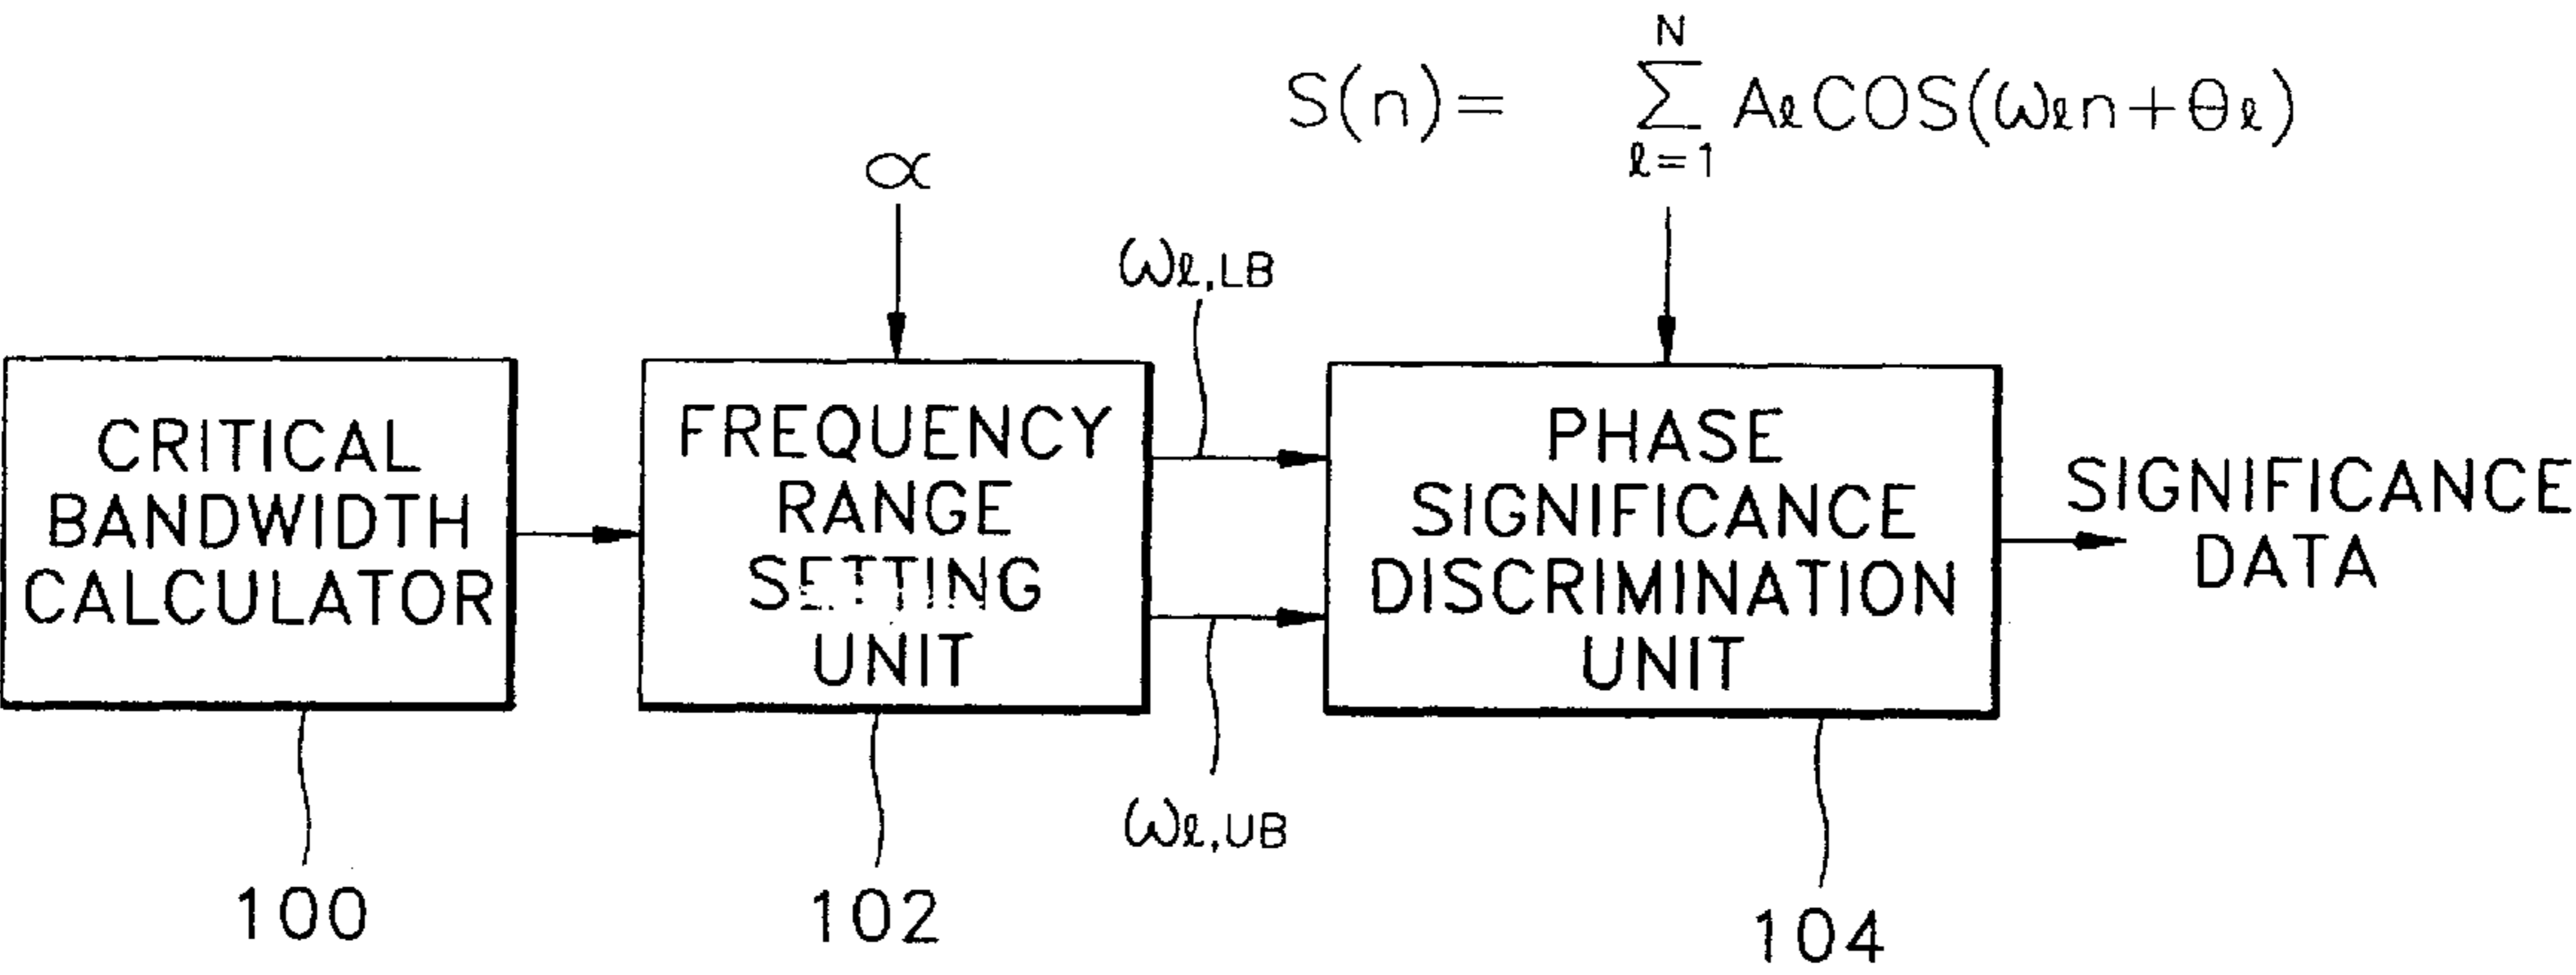 S(n) = N Σ ℓ=1 AℓCOS(ωℓn+θℓ)
α
ωℓ,LB
CRITICAL
BANDWIDTH
CALCULATOR
FREQUENCY
RANGE
SETTING
UNIT
PHASE
SIGNIFICANCE
DISCRIMINATION
UNIT
SIGNIFICANCE
DATA
ωℓ,UB
100
102
104